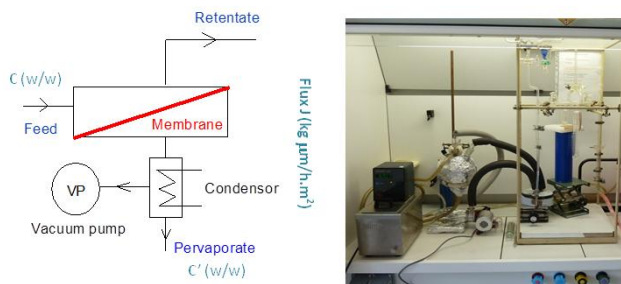 Retentate
C (w/w)
Feed
Membrane
VP
Condensor
Vacuum pump
Pervaporate
C' (w/w)
Flux J (kg μm/h.m²)